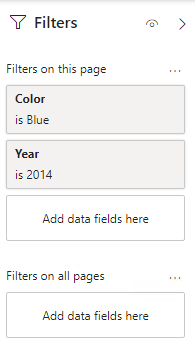 Filters
Filters on this page
...
Color
is Blue
Year
is 2014
Add data fields here
Filters on all pages
...
Add data fields here